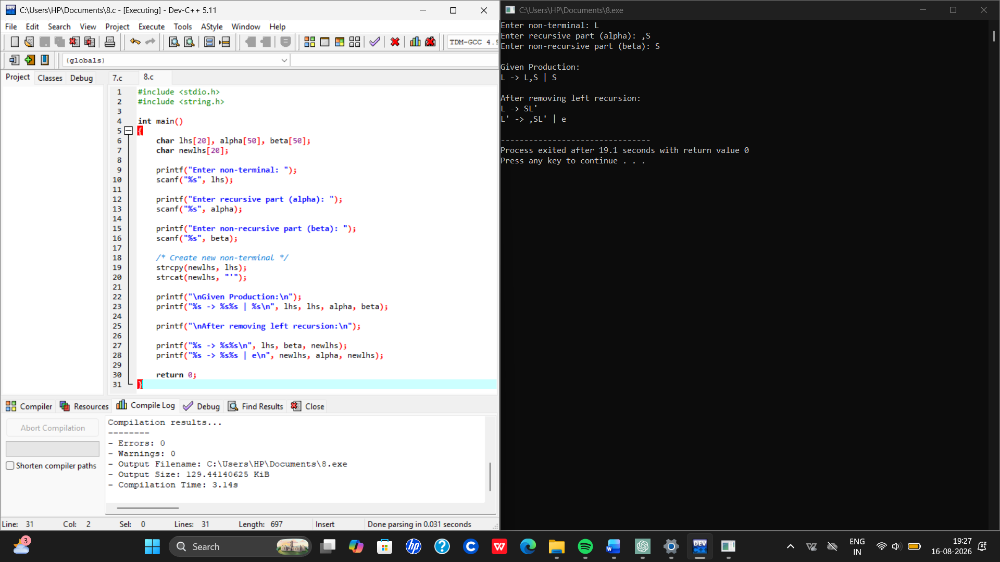 C:\Users\HP\Documents\8.c - [Executing] - Dev-C++ 5.11
File Edit Search View Project Execute Tools AStyle Window Help
TDM-GCC 4.9
(globals)
Project Classes Debug 7.c 8.c
1 #include <stdio.h>
2 #include <string.h>
3
4 int main()
5 {
6 char lhs[20], alpha[50], beta[50];
7 char newlhs[20];
8
9 printf("Enter non-terminal: ");
10 scanf("%s", lhs);
11
12 printf("Enter recursive part (alpha): ");
13 scanf("%s", alpha);
14
15 printf("Enter non-recursive part (beta): ");
16 scanf("%s", beta);
17
18 /* Create new non-terminal */
19 strcpy(newlhs, lhs);
20 strcat(newlhs, "'");
21
22 printf("\nGiven Production:\n");
23 printf("%s -> %s%s | %s\n", lhs, lhs, alpha, beta);
24
25 printf("\nAfter removing left recursion:\n");
26
27 printf("%s -> %s%s\n", lhs, beta, newlhs);
28 printf("%s -> %s%s | e\n", newlhs, alpha, newlhs);
29
30 return 0;
31 }
Compiler Resources Compile Log Debug Find Results Close
Abort Compilation
Shorten compiler paths
Compilation results...
--------
- Errors: 0
- Warnings: 0
- Output Filename: C:\Users\HP\Documents\8.exe
- Output Size: 129.44140625 KiB
- Compilation Time: 3.14s
Line: 31 Col: 2 Sel: 0 Lines: 31 Length: 697 Insert Done parsing in 0.031 seconds
C:\Users\HP\Documents\8.exe
Enter non-terminal: L
Enter recursive part (alpha): ,S
Enter non-recursive part (beta): S
Given Production:
L -> L,S | S
After removing left recursion:
L -> SL'
L' -> ,SL' | e
--------------------------------
Process exited after 19.1 seconds with return value 0
Press any key to continue . . .
3
Search
hp
?
C
W
W
DEV
C++
ENG
IN
19:27
16-08-2026